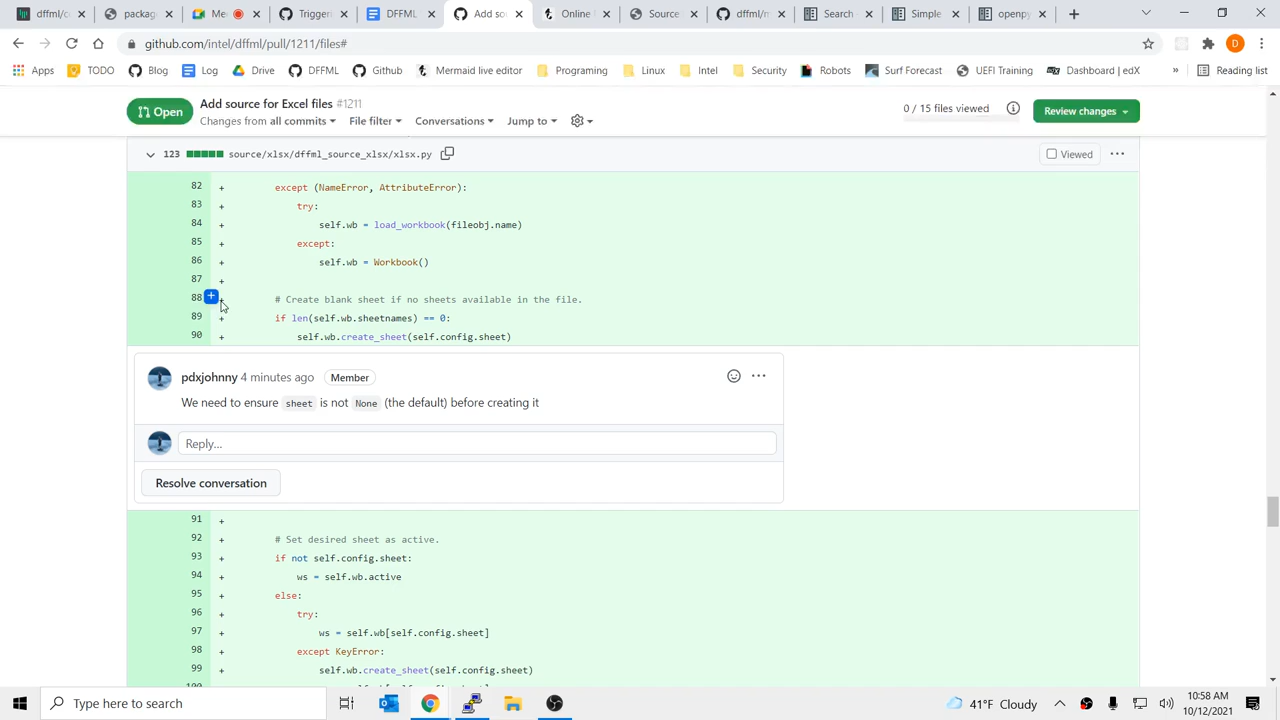 dffml/c
packag
Me
DFFML
Add so
Online
Source
dffml/n
Search
Simple
openpy
github.com/intel/dffml/pull/1211/files#
Apps TODO Blog Log Drive DFFML Github Mermaid live editor Programing Linux Intel Security Robots Surf Forecast UEFI Training Dashboard | edX » Reading list
Open
Add source for Excel files #1211
Changes from all commits File filter Conversations Jump to
0 / 15 files viewed
Review changes
123 source/xlsx/dffml_source_xlsx/xlsx.py
Viewed
82 + except (NameError, AttributeError):
83 + try:
84 + self.wb = load_workbook(fileobj.name)
85 + except:
86 + self.wb = Workbook()
87 +
88 + # Create blank sheet if no sheets available in the file.
89 + if len(self.wb.sheetnames) == 0:
90 + self.wb.create_sheet(self.config.sheet)
pdxjohnny 4 minutes ago Member
We need to ensure sheet is not None (the default) before creating it
Reply...
Resolve conversation
91 +
92 + # Set desired sheet as active.
93 + if not self.config.sheet:
94 + ws = self.wb.active
95 + else:
96 + try:
97 + ws = self.wb[self.config.sheet]
98 + except KeyError:
99 + self.wb.create_sheet(self.config.sheet)
Type here to search
41°F Cloudy
10:58 AM
10/12/2021